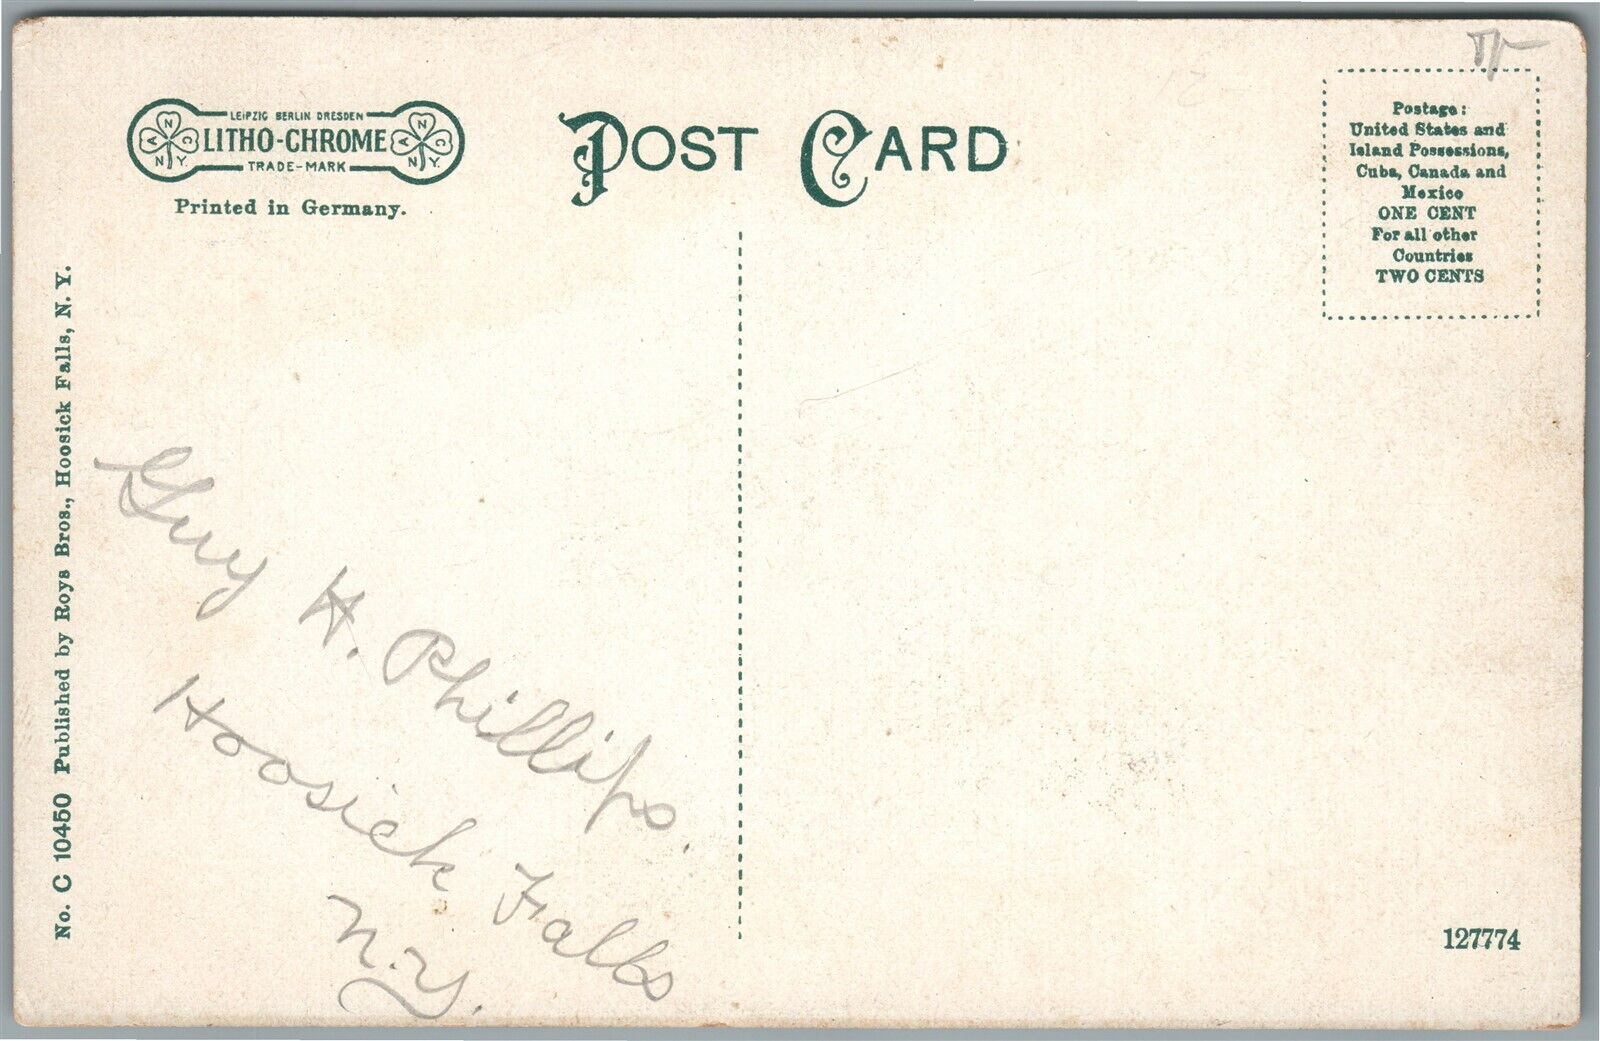 LEIPZIG BERLIN DRESDEN
LITHO-CHROME
TRADE-MARK
A N C N.Y.
A N C N.Y.
Printed in Germany.
POST CARD
Postage:
United States and
Island Possessions,
Cuba, Canada and
Mexico
ONE CENT
For all other
Countries
TWO CENTS
No. C 10450 Published by Roys Bros., Hoosick Falls, N. Y.
Guy H. Phillips
Hoosick Falls
N.Y.
127774